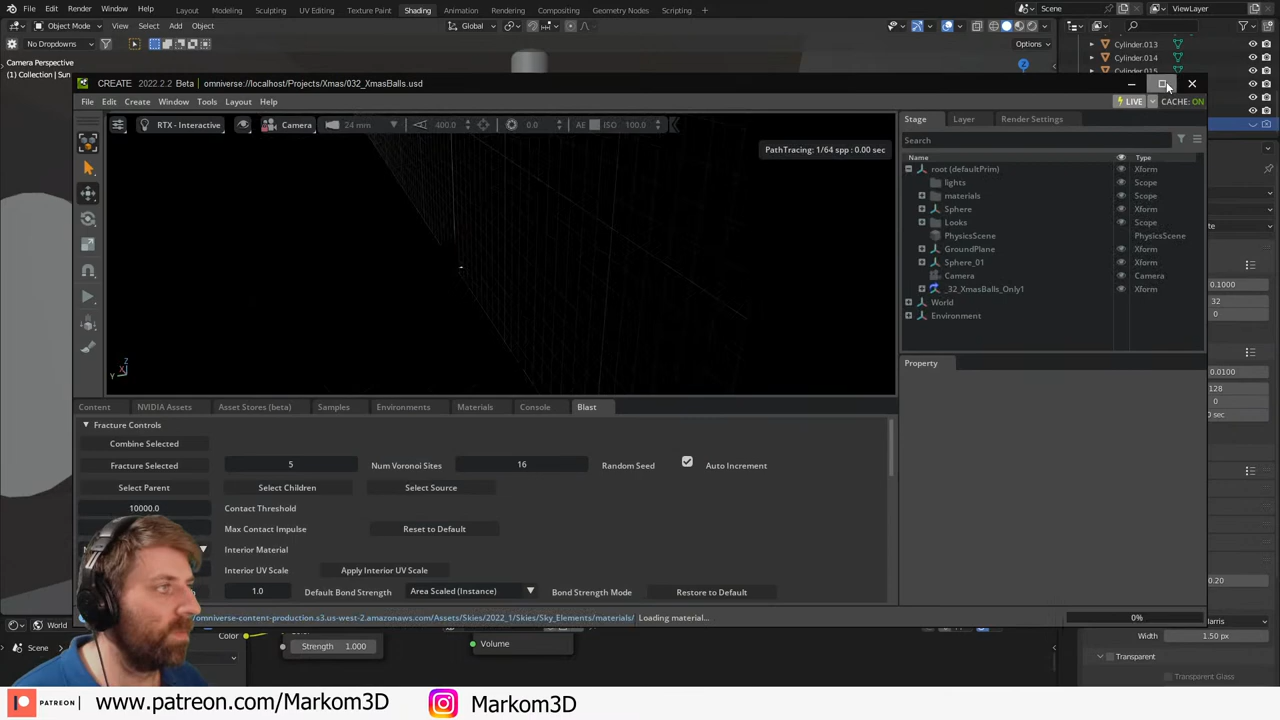 File Edit Render Window Help Layout Modeling Sculpting UV Editing Texture Paint Shading Animation Rendering Compositing Geometry Nodes Scripting Scene ViewLayer
Object Mode View Select Add Object Global
No Dropdowns Options
Camera Perspective
(1) Collection | Sun
Cylinder.013
Cylinder.014
Cylinder.015
CREATE 2022.2.2 Beta | omniverse://localhost/Projects/Xmas/032_XmasBalls.usd
File Edit Create Window Tools Layout Help LIVE CACHE: ON
RTX - Interactive Camera 24 mm 400.0 0.0 AE ISO 100.0
Stage Layer Render Settings
PathTracing: 1/64 spp : 0.00 sec
Search
Name Type
root (defaultPrim) Xform
lights Scope
materials Scope
Sphere Xform
Looks Scope
PhysicsScene PhysicsScene
GroundPlane Xform
Sphere_01 Xform
Camera Camera
_32_XmasBalls_Only1 Xform
World
Environment
Property
0.1000
32
0
0.0100
128
0
0 sec
0.20
Z
X
Y
Content NVIDIA Assets Asset Stores (beta) Samples Environments Materials Console Blast
Fracture Controls
Combine Selected
Fracture Selected 5 Num Voronoi Sites 16 Random Seed Auto Increment
Select Parent Select Children Select Source
10000.0 Contact Threshold
Max Contact Impulse Reset to Default
Interior Material
Interior UV Scale Apply Interior UV Scale
1.0 Default Bond Strength Area Scaled (Instance) Bond Strength Mode Restore to Default
/omniverse-content-production.s3.us-west-2.amazonaws.com/Assets/Skies/2022_1/Skies/Sky_Elements/materials/ Loading material... 0%
World
Scene
Color
Strength 1.000
Volume
Width 1.50 px
Transparent
Transparent Glass
www.patreon.com/Markom3D Markom3D
PATREON